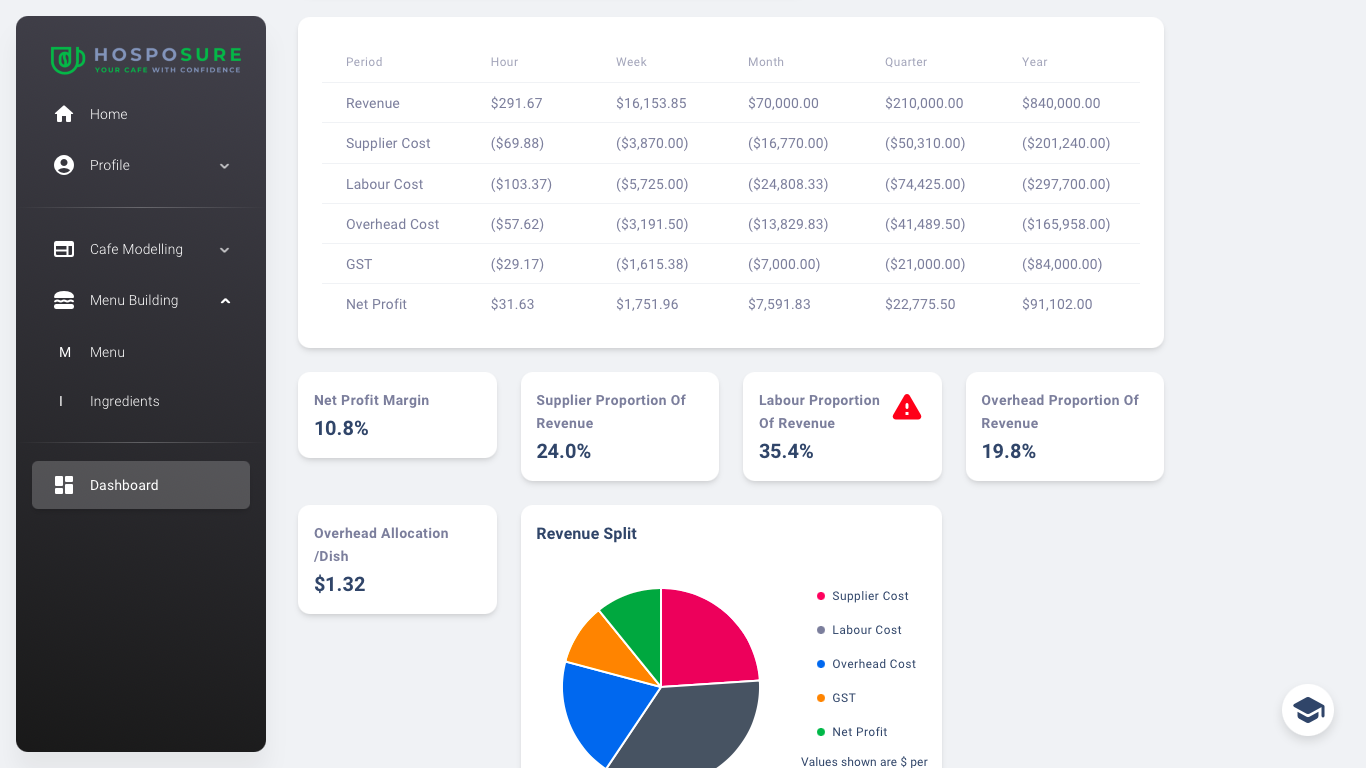 HOSPOSURE
YOUR CAFE WITH CONFIDENCE
Home
Profile
Cafe Modelling
Menu Building
M Menu
I Ingredients
Dashboard
Period Hour Week Month Quarter Year
Revenue $291.67 $16,153.85 $70,000.00 $210,000.00 $840,000.00
Supplier Cost ($69.88) ($3,870.00) ($16,770.00) ($50,310.00) ($201,240.00)
Labour Cost ($103.37) ($5,725.00) ($24,808.33) ($74,425.00) ($297,700.00)
Overhead Cost ($57.62) ($3,191.50) ($13,829.83) ($41,489.50) ($165,958.00)
GST ($29.17) ($1,615.38) ($7,000.00) ($21,000.00) ($84,000.00)
Net Profit $31.63 $1,751.96 $7,591.83 $22,775.50 $91,102.00
Net Profit Margin
10.8%
Supplier Proportion Of
Revenue
24.0%
Labour Proportion
Of Revenue
35.4%
Overhead Proportion Of
Revenue
19.8%
Overhead Allocation
/Dish
$1.32
Revenue Split
Supplier Cost
Labour Cost
Overhead Cost
GST
Net Profit
Values shown are $ per